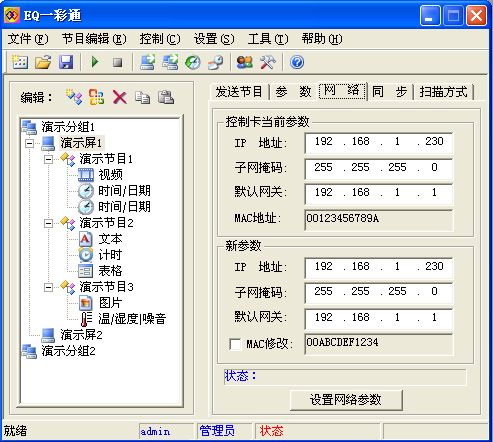 EQ一彩通
文件(F) 节目编辑(E) 控制(C) 设置(S) 工具(T) 帮助(H)
编辑:
演示分组1
演示屏1
演示节目1
视频
时间/日期
时间/日期
演示节目2
文本
计时
表格
演示节目3
图片
温/湿度|噪音
演示屏2
演示分组2
发送节目 参 数 网 络 同 步 扫描方式
控制卡当前参数
IP 地址: 192 . 168 . 1 . 230
子网掩码: 255 . 255 . 255 . 0
默认网关: 192 . 168 . 1 . 1
MAC地址: 00123456789A
新参数
IP 地址: 192 . 168 . 1 . 230
子网掩码: 255 . 255 . 255 . 0
默认网关: 192 . 168 . 1 . 1
MAC修改: 00ABCDEF1234
状态:
设置网络参数
就绪 admin 管理员 状态